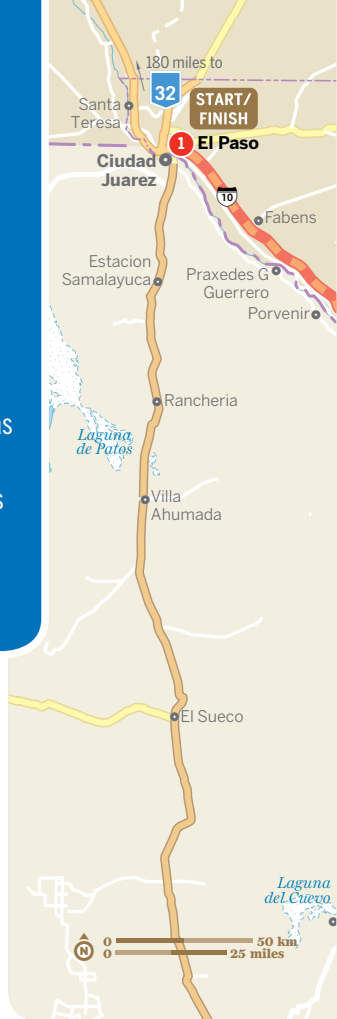 180 miles to
32
START/
FINISH
Santa
Teresa
1 El Paso
Ciudad
Juarez
10
Fabens
Estacion
Samalayuca
Praxedes G
Guerrero
Porvenir
Rancheria
Laguna
de Patos
Villa
Ahumada
El Sueco
Laguna
del Cuevo
N
0 50 km
0 25 miles